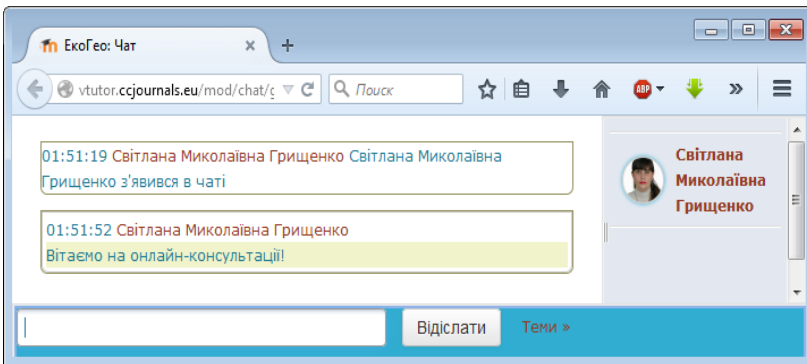 ЕкоГео: Чат
vtutor.ccjournals.eu/mod/chat/g
Поиск
ABP
01:51:19 Світлана Миколаївна Грищенко Світлана Миколаївна
Грищенко з'явився в чаті
01:51:52 Світлана Миколаївна Грищенко
Вітаємо на онлайн-консультації!
Світлана
Миколаївна
Грищенко
Відіслати
Теми »